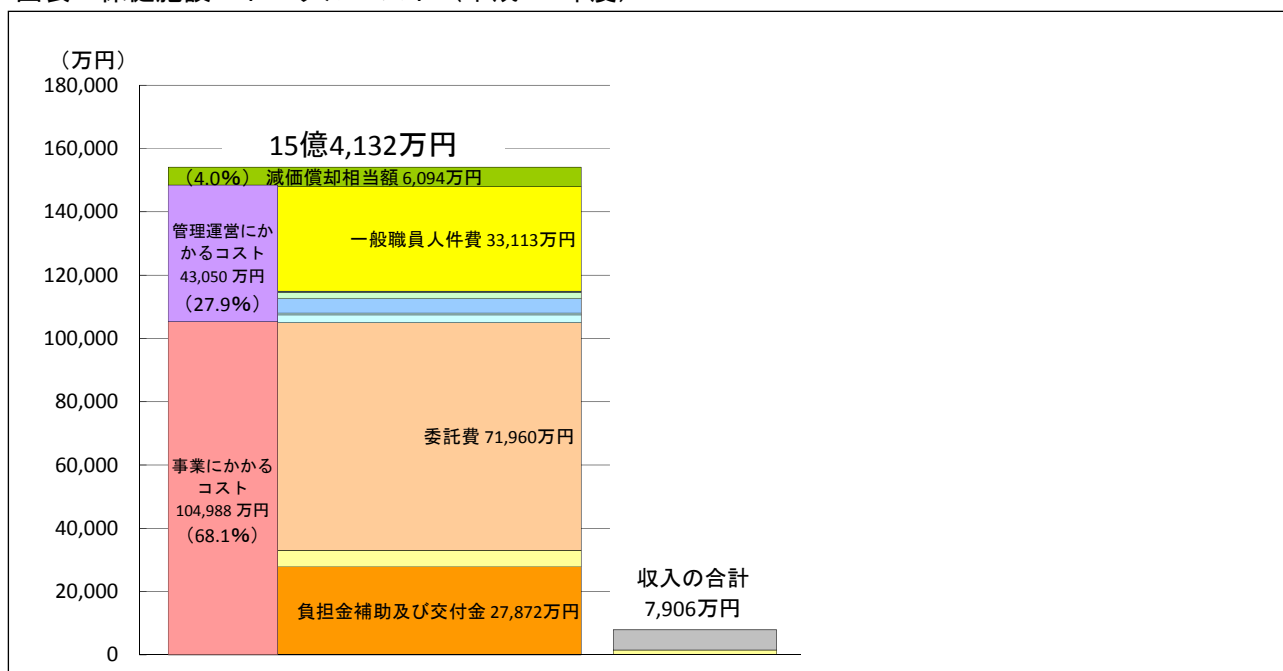 （万円）
180,000
160,000
140,000
120,000
100,000
80,000
60,000
40,000
20,000
0
15億4,132万円
（4.0％） 減価償却相当額 6,094万円
管理運営にか
かるコスト
43,050 万円
（27.9％）
一般職員人件費 33,113万円
委託費 71,960万円
事業にかかる
コスト
104,988 万円
（68.1％）
負担金補助及び交付金 27,872万円
収入の合計
7,906万円